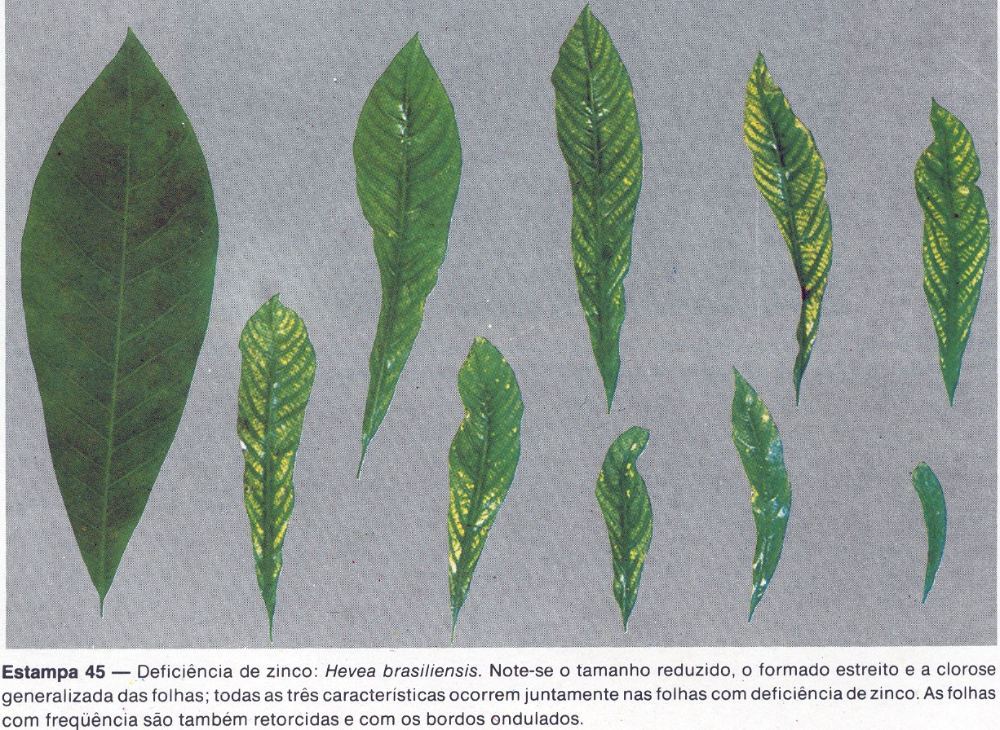 Estampa 45 — Deficiência de zinco: Hevea brasiliensis. Note-se o tamanho reduzido, o formado estreito e a clorose
generalizada das folhas; todas as três características ocorrem juntamente nas folhas com deficiência de zinco. As folhas
com freqüência são também retorcidas e com os bordos ondulados.